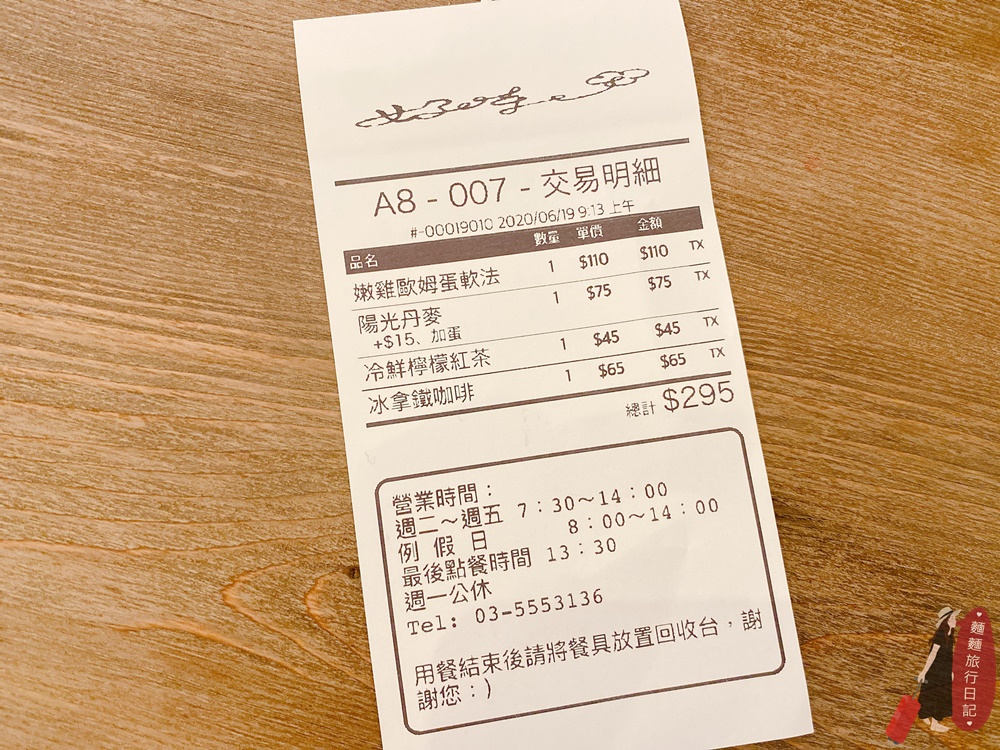 A8 - 007 - 交易明細
#-00019010 2020/06/19 9:13 上午
品名 數量 單價 金額
嫩雞歐姆蛋軟法 1 $110 $110 TX
陽光丹麥 1 $75 $75 TX
+$15、加蛋
冷鮮檸檬紅茶 1 $45 $45 TX
冰拿鐵咖啡 1 $65 $65 TX
總計 $295
營業時間：
週二～週五 7：30～14：00
例 假 日 8：00～14：00
最後點餐時間 13：30
週一公休
Tel: 03-5553136
用餐結束後請將餐具放置回收台，謝
謝您：)
麵麵旅行日記